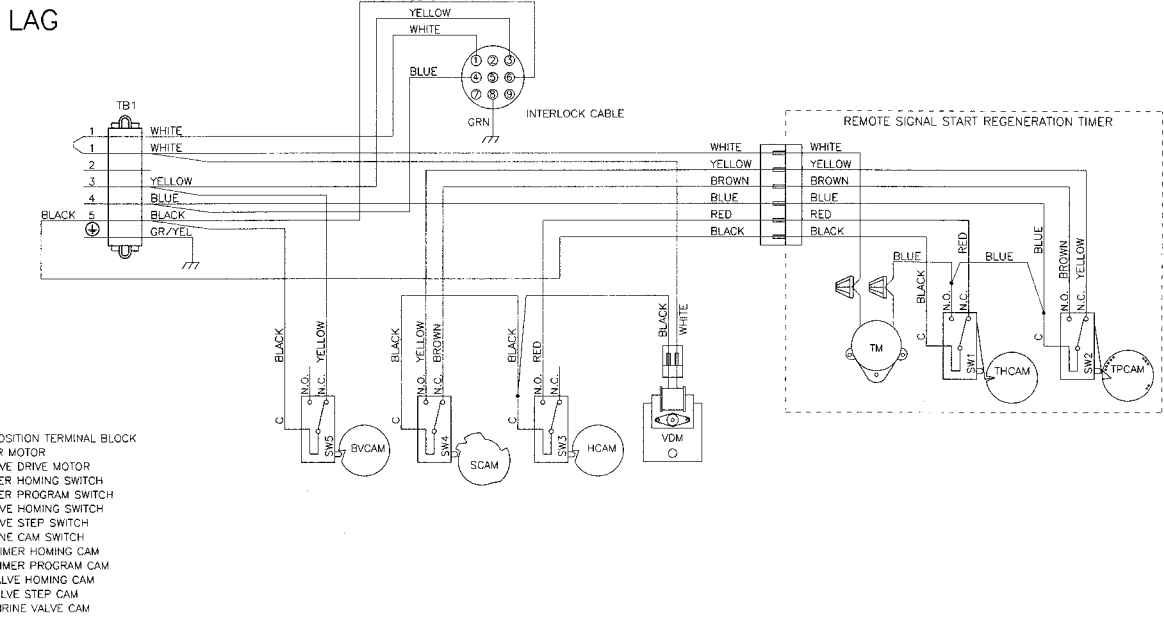 LAG
YELLOW
WHITE
BLUE
1 2 3
4 5 6
7 8 9
GRN
INTERLOCK CABLE
TB1
1 WHITE
1 WHITE
2
3 YELLOW
4 BLUE
BLACK 5 BLACK
GR/YEL
REMOTE SIGNAL START REGENERATION TIMER
WHITE WHITE
YELLOW YELLOW
BROWN BROWN
BLUE BLUE
RED RED
BLACK BLACK
BLUE
BLACK
RED
BLUE
BLUE
BROWN
YELLOW
N.O.
N.C.
C
SW1
THCAM
TM
N.O.
N.C.
C
SW2
TPCAM
BLACK
YELLOW
N.O.
N.C.
C
SW5
BVCAM
BLACK
YELLOW
BROWN
N.O.
N.C.
C
SW4
SCAM
BLACK
RED
N.O.
N.C.
C
SW3
HCAM
BLACK
WHITE
VDM
OSITION TERMINAL BLOCK
R MOTOR
VE DRIVE MOTOR
ER HOMING SWITCH
ER PROGRAM SWITCH
VE HOMING SWITCH
VE STEP SWITCH
NE CAM SWITCH
IMER HOMING CAM
IMER PROGRAM CAM
ALVE HOMING CAM
LVE STEP CAM
BRINE VALVE CAM